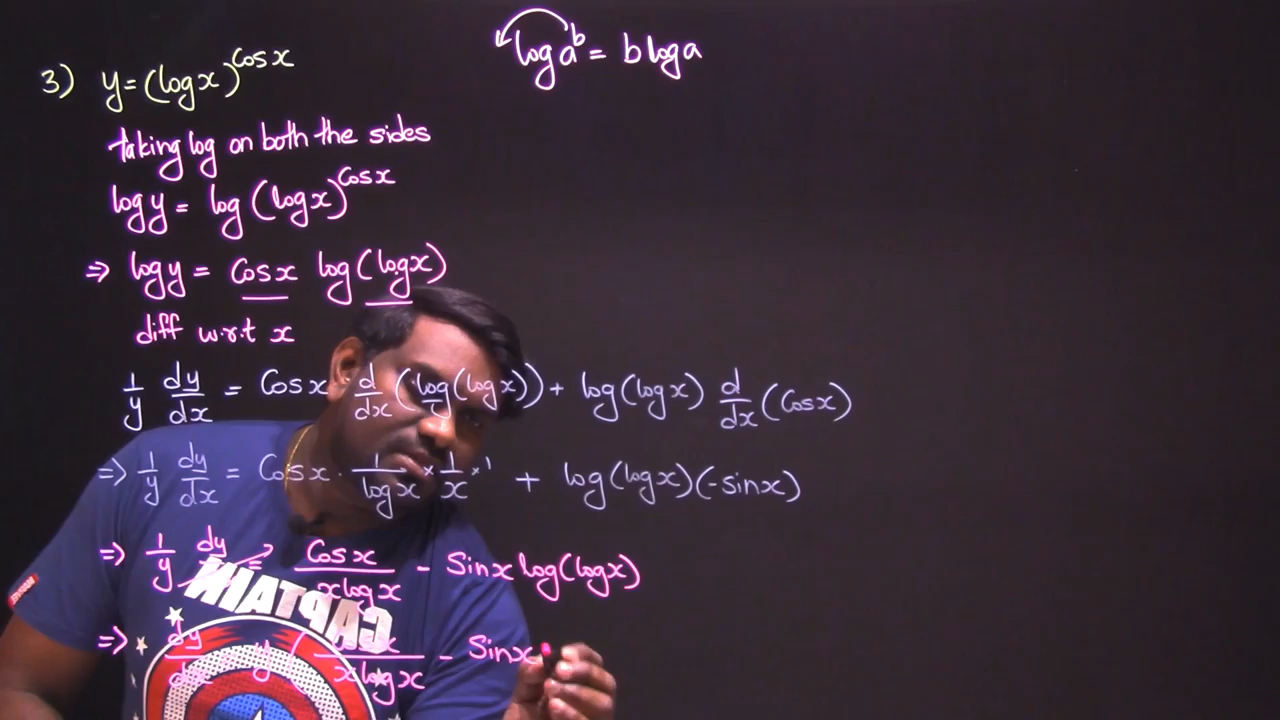 log a^b = b log a
3) y = (log x)^Cos x
taking log on both the sides
log y = log (log x)^Cos x
⇒ log y = Cos x log (log x)
diff w.r.t x
1/y dy/dx = Cos x d/dx (log (log x)) + log (log x) d/dx (Cos x)
⇒ 1/y dy/dx = Cos x · 1/log x × 1/x × 1 + log (log x) (-sin x)
⇒ 1/y dy/dx = Cos x/x log x - Sin x log (log x)
CAPTAIN
⇒ dy/dx y ( x/x log x - Sin x